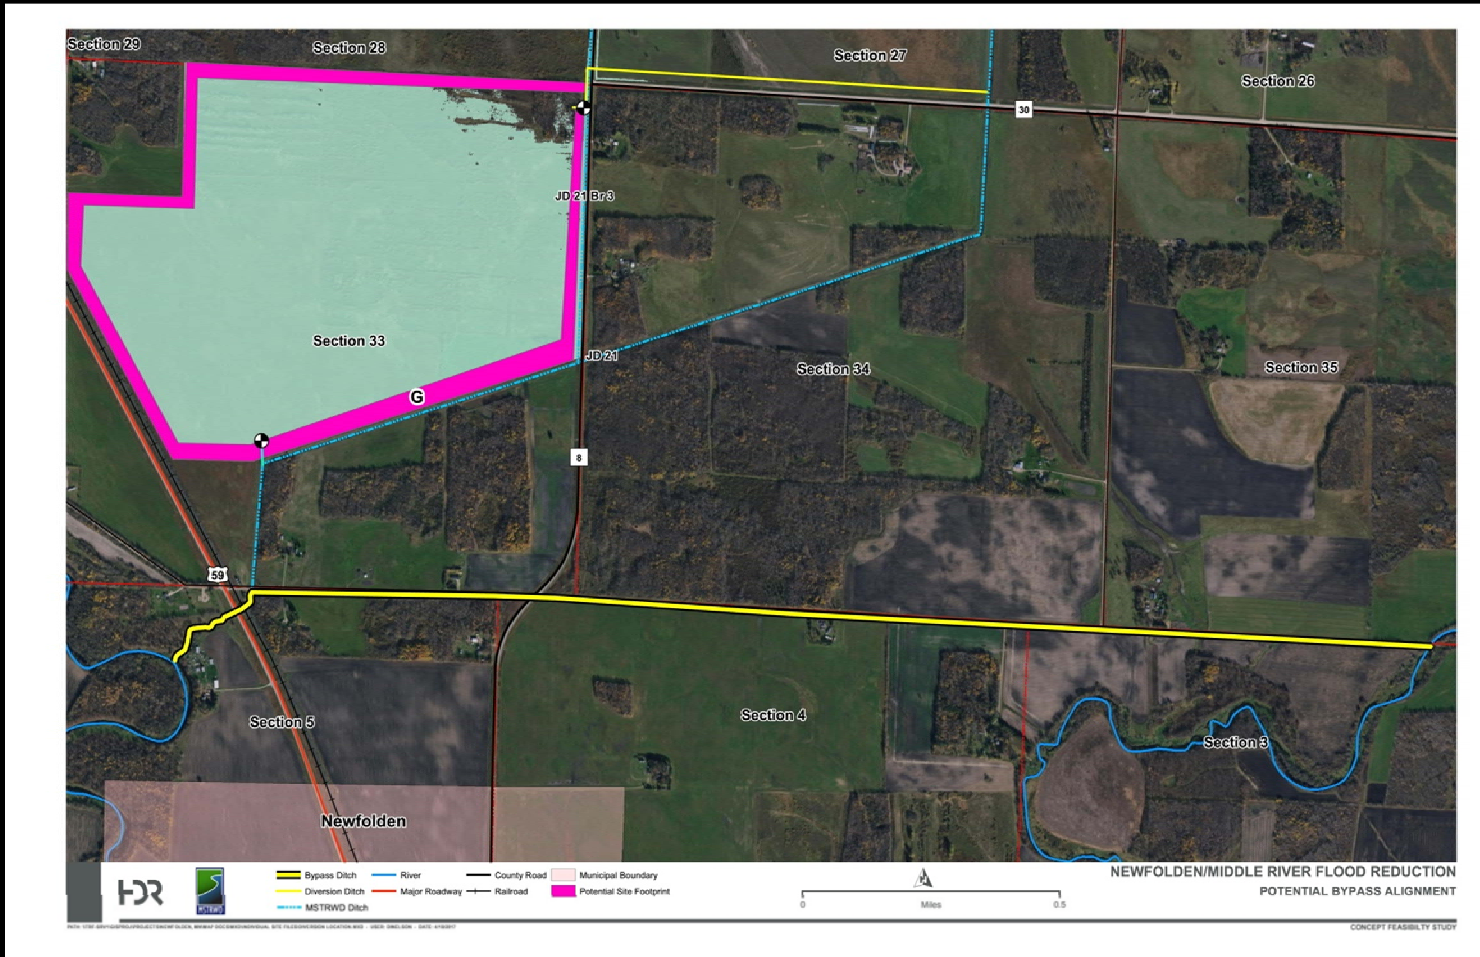 Section 29
Section 28
Section 27
Section 26
30
JD 21 Br 3
Section 33
JD 21
Section 34
Section 35
G
8
59
Section 5
Section 4
Section 3
Newfolden
HDR
MSTRWD
Bypass Ditch
River
County Road
Municipal Boundary
Diversion Ditch
Major Roadway
Railroad
Potential Site Footprint
MSTRWD Ditch
N
0
Miles
0.5
NEWFOLDEN/MIDDLE RIVER FLOOD REDUCTION
POTENTIAL BYPASS ALIGNMENT
CONCEPT FEASIBILTY STUDY